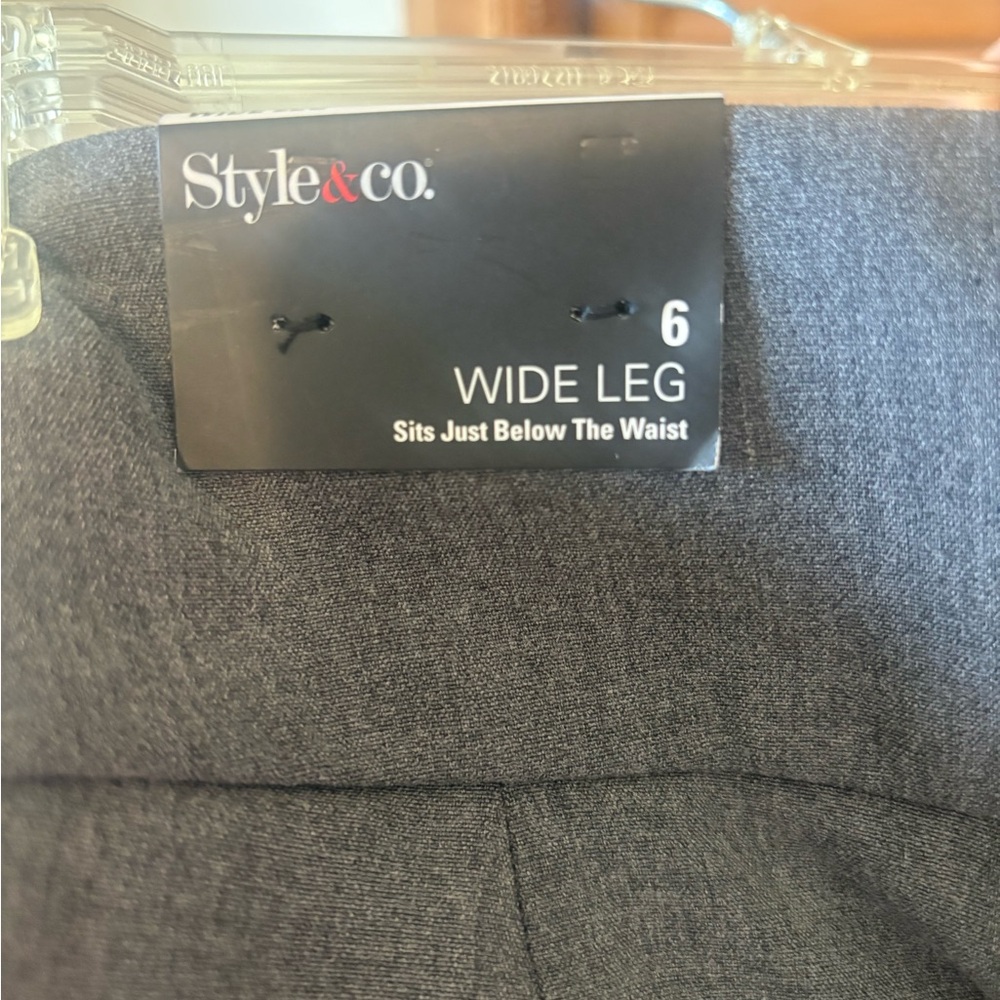 Style&co.
6
WIDE LEG
Sits Just Below The Waist